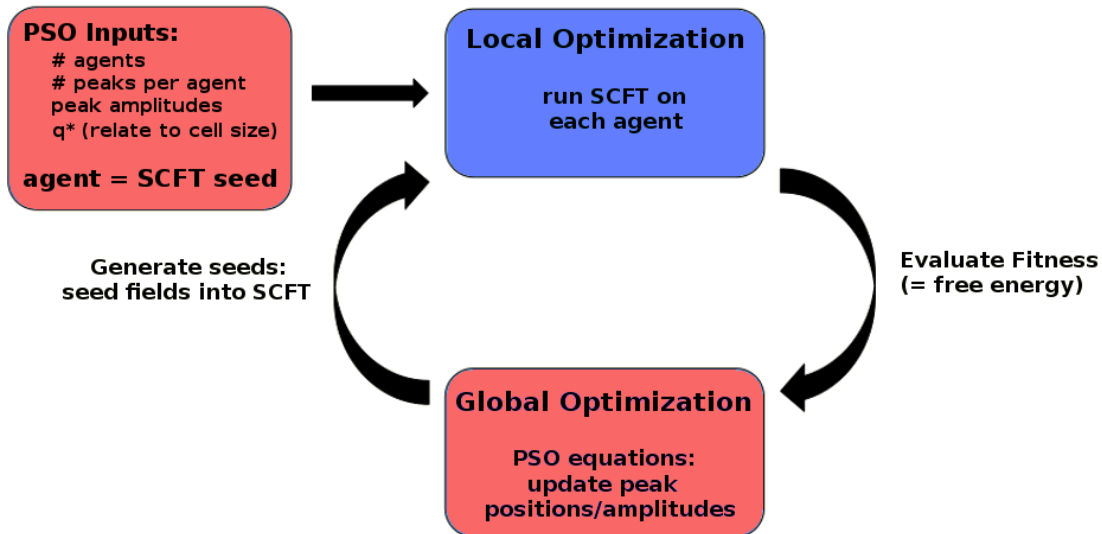 PSO Inputs:
# agents
# peaks per agent
peak amplitudes
q* (relate to cell size)
agent = SCFT seed
Local Optimization
run SCFT on
each agent
Generate seeds:
seed fields into SCFT
Evaluate Fitness
(= free energy)
Global Optimization
PSO equations:
update peak
positions/amplitudes